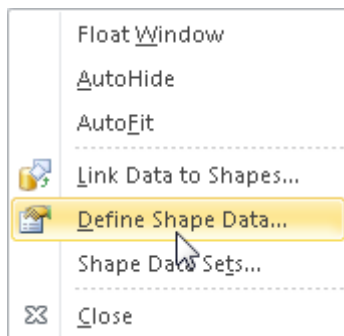 Float Window
AutoHide
AutoFit
Link Data to Shapes...
Define Shape Data...
Shape Data Sets...
Close